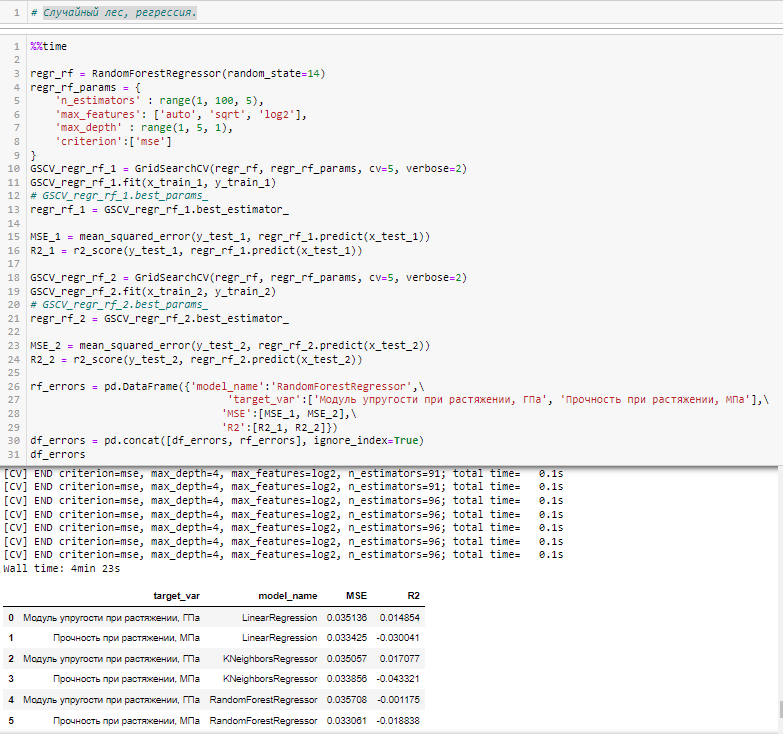 1 # Случайный лес, регрессия.
1 %%time
2
3 regr_rf = RandomForestRegressor(random_state=14)
4 regr_rf_params = {
5 'n_estimators' : range(1, 100, 5),
6 'max_features': ['auto', 'sqrt', 'log2'],
7 'max_depth' : range(1, 5, 1),
8 'criterion':['mse']
9 }
10 GSCV_regr_rf_1 = GridSearchCV(regr_rf, regr_rf_params, cv=5, verbose=2)
11 GSCV_regr_rf_1.fit(x_train_1, y_train_1)
12 # GSCV_regr_rf_1.best_params_
13 regr_rf_1 = GSCV_regr_rf_1.best_estimator_
14
15 MSE_1 = mean_squared_error(y_test_1, regr_rf_1.predict(x_test_1))
16 R2_1 = r2_score(y_test_1, regr_rf_1.predict(x_test_1))
17
18 GSCV_regr_rf_2 = GridSearchCV(regr_rf, regr_rf_params, cv=5, verbose=2)
19 GSCV_regr_rf_2.fit(x_train_2, y_train_2)
20 # GSCV_regr_rf_2.best_params_
21 regr_rf_2 = GSCV_regr_rf_2.best_estimator_
22
23 MSE_2 = mean_squared_error(y_test_2, regr_rf_2.predict(x_test_2))
24 R2_2 = r2_score(y_test_2, regr_rf_2.predict(x_test_2))
25
26 rf_errors = pd.DataFrame({'model_name':'RandomForestRegressor',\
27 'target_var':['Модуль упругости при растяжении, ГПа', 'Прочность при растяжении, МПа'],\
28 'MSE':[MSE_1, MSE_2],\
29 'R2':[R2_1, R2_2]})
30 df_errors = pd.concat([df_errors, rf_errors], ignore_index=True)
31 df_errors
[CV] END criterion=mse, max_depth=4, max_features=log2, n_estimators=91; total time= 0.1s
[CV] END criterion=mse, max_depth=4, max_features=log2, n_estimators=91; total time= 0.1s
[CV] END criterion=mse, max_depth=4, max_features=log2, n_estimators=96; total time= 0.1s
[CV] END criterion=mse, max_depth=4, max_features=log2, n_estimators=96; total time= 0.1s
[CV] END criterion=mse, max_depth=4, max_features=log2, n_estimators=96; total time= 0.1s
[CV] END criterion=mse, max_depth=4, max_features=log2, n_estimators=96; total time= 0.1s
[CV] END criterion=mse, max_depth=4, max_features=log2, n_estimators=96; total time= 0.1s
Wall time: 4min 23s
target_var model_name MSE R2
0 Модуль упругости при растяжении, ГПа LinearRegression 0.035136 0.014854
1 Прочность при растяжении, МПа LinearRegression 0.033425 -0.030041
2 Модуль упругости при растяжении, ГПа KNeighborsRegressor 0.035057 0.017077
3 Прочность при растяжении, МПа KNeighborsRegressor 0.033856 -0.043321
4 Модуль упругости при растяжении, ГПа RandomForestRegressor 0.035708 -0.001175
5 Прочность при растяжении, МПа RandomForestRegressor 0.033061 -0.018838